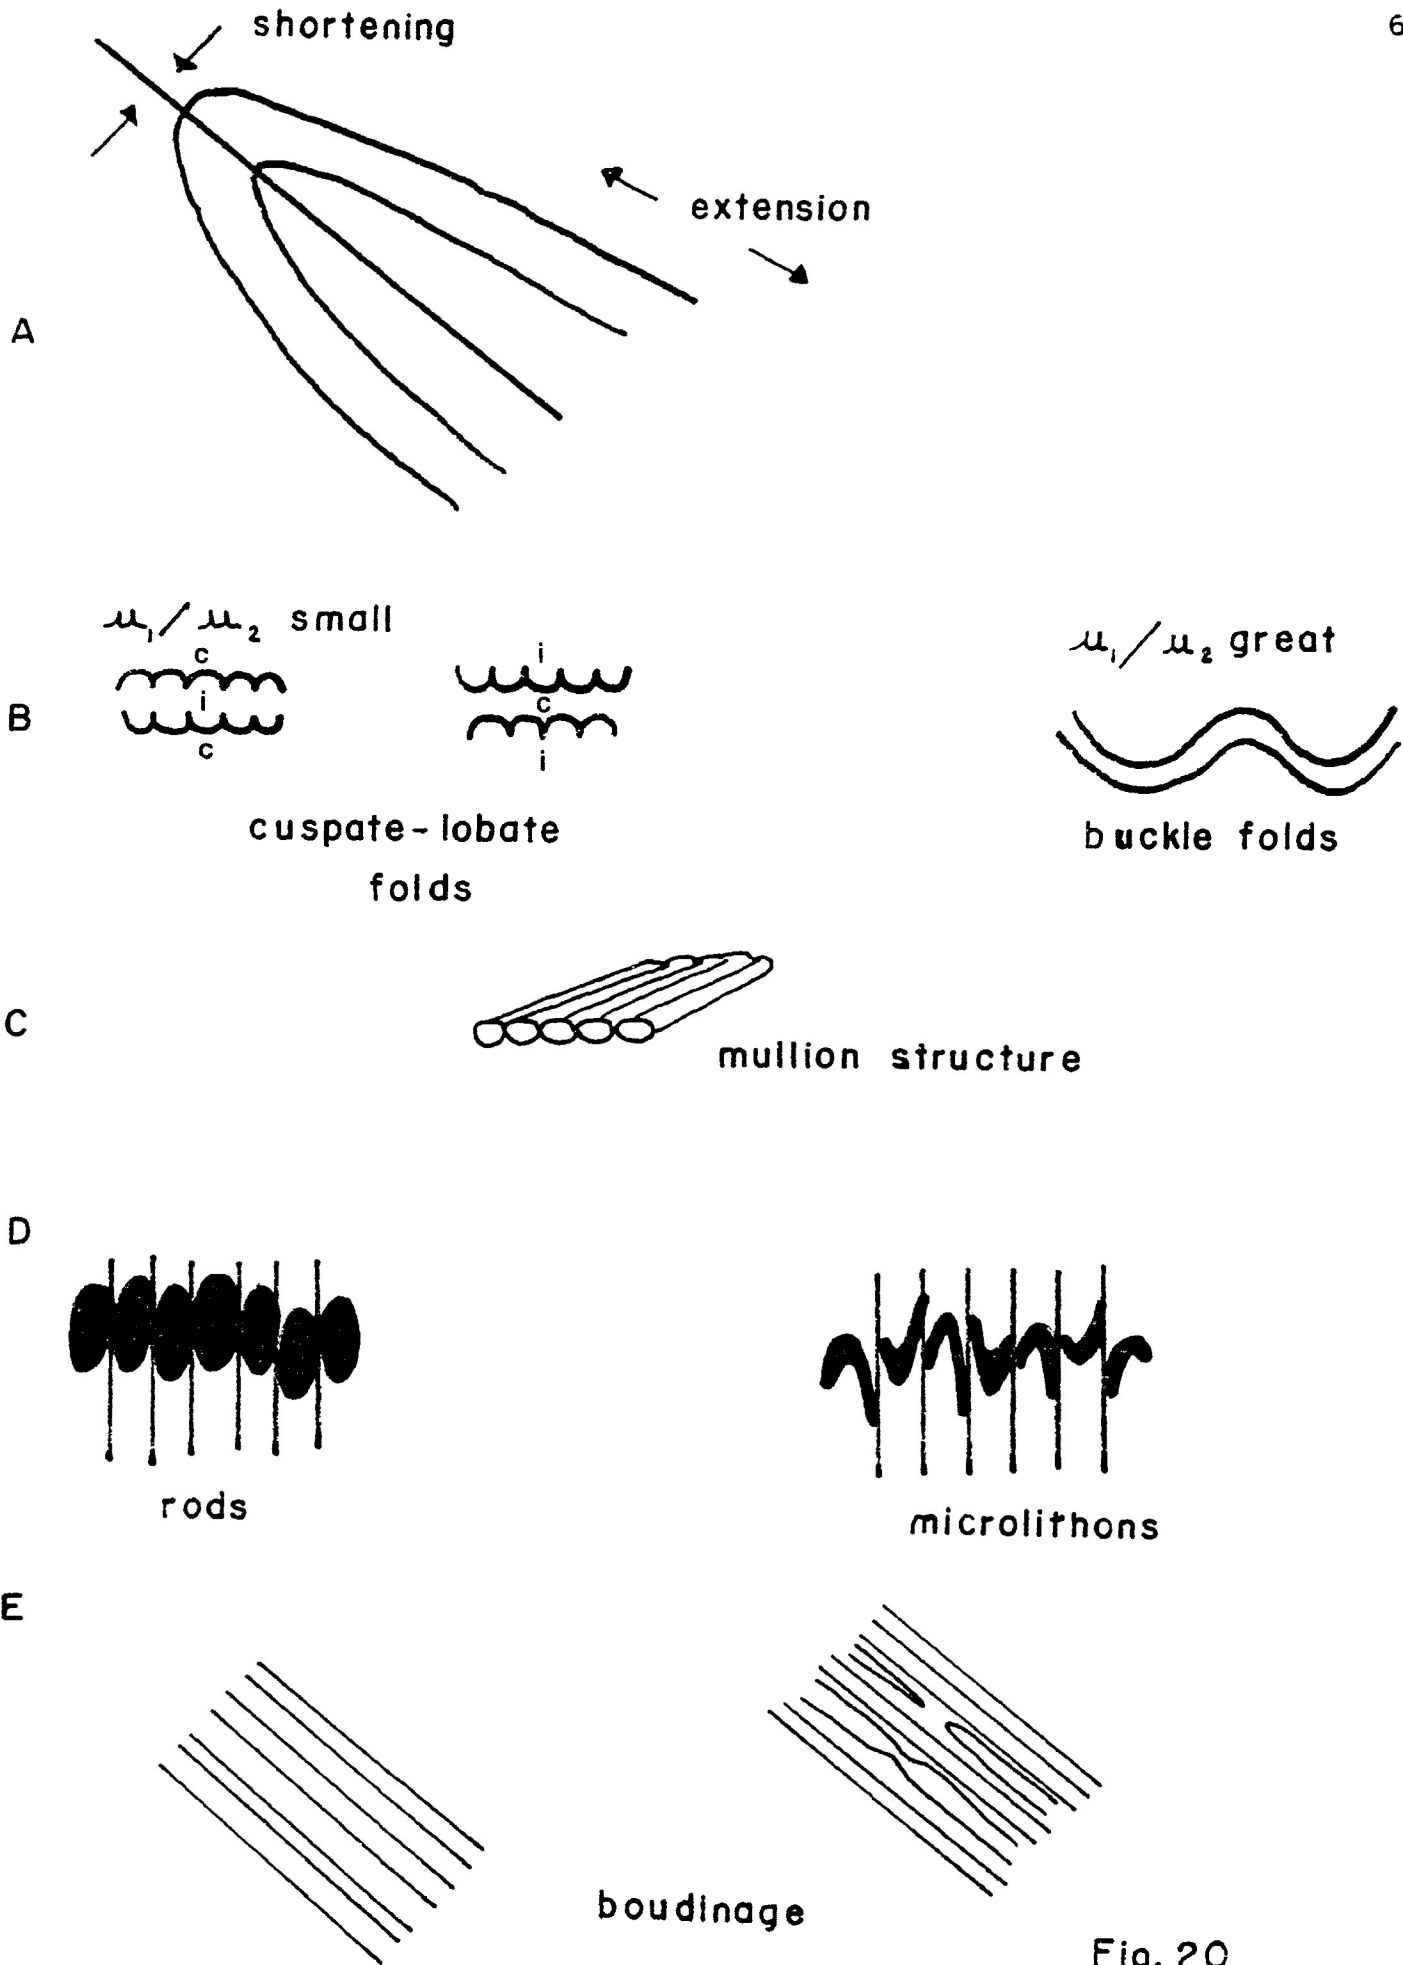 6
shortening
extension
A
μ₁/μ₂ small
c
i
c
i
c
i
μ₁/μ₂ great
B
cuspate-lobate
folds
buckle folds
C
mullion structure
D
rods
microlithons
E
boudinage
Fig. 20